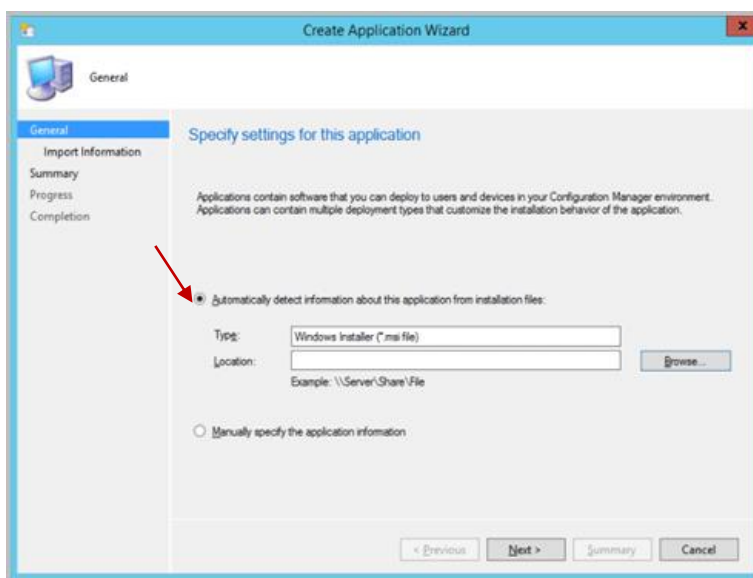 Create Application Wizard
x
General
General
Import Information
Summary
Progress
Completion
Specify settings for this application
Applications contain software that you can deploy to users and devices in your Configuration Manager environment.
Applications can contain multiple deployment types that customize the installation behavior of the application.
Automatically detect information about this application from installation files:
Type: Windows Installer (*.msi file)
Location: Browse...
Example: \\Server\Share\File
Manually specify the application information
< Previous Next > Summary Cancel